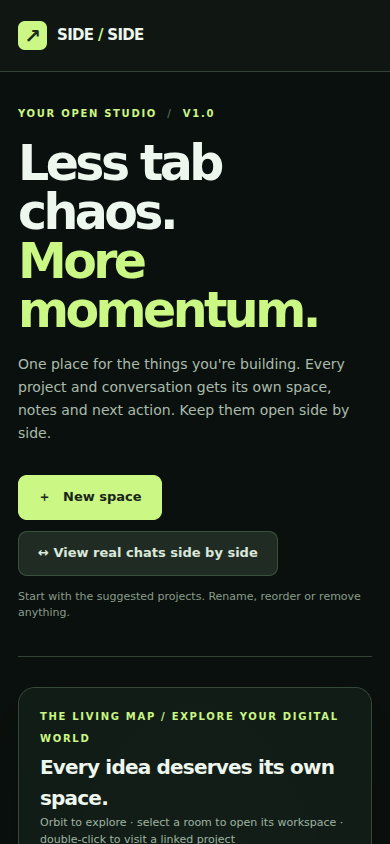 ↗ SIDE / SIDE
YOUR OPEN STUDIO / V1.0
Less tab
chaos.
More
momentum.
One place for the things you're building. Every
project and conversation gets its own space,
notes and next action. Keep them open side by
side.
+ New space
↔ View real chats side by side
Start with the suggested projects. Rename, reorder or remove
anything.
THE LIVING MAP / EXPLORE YOUR DIGITAL
WORLD
Every idea deserves its own
space.
Orbit to explore · select a room to open its workspace ·
double-click to visit a linked project